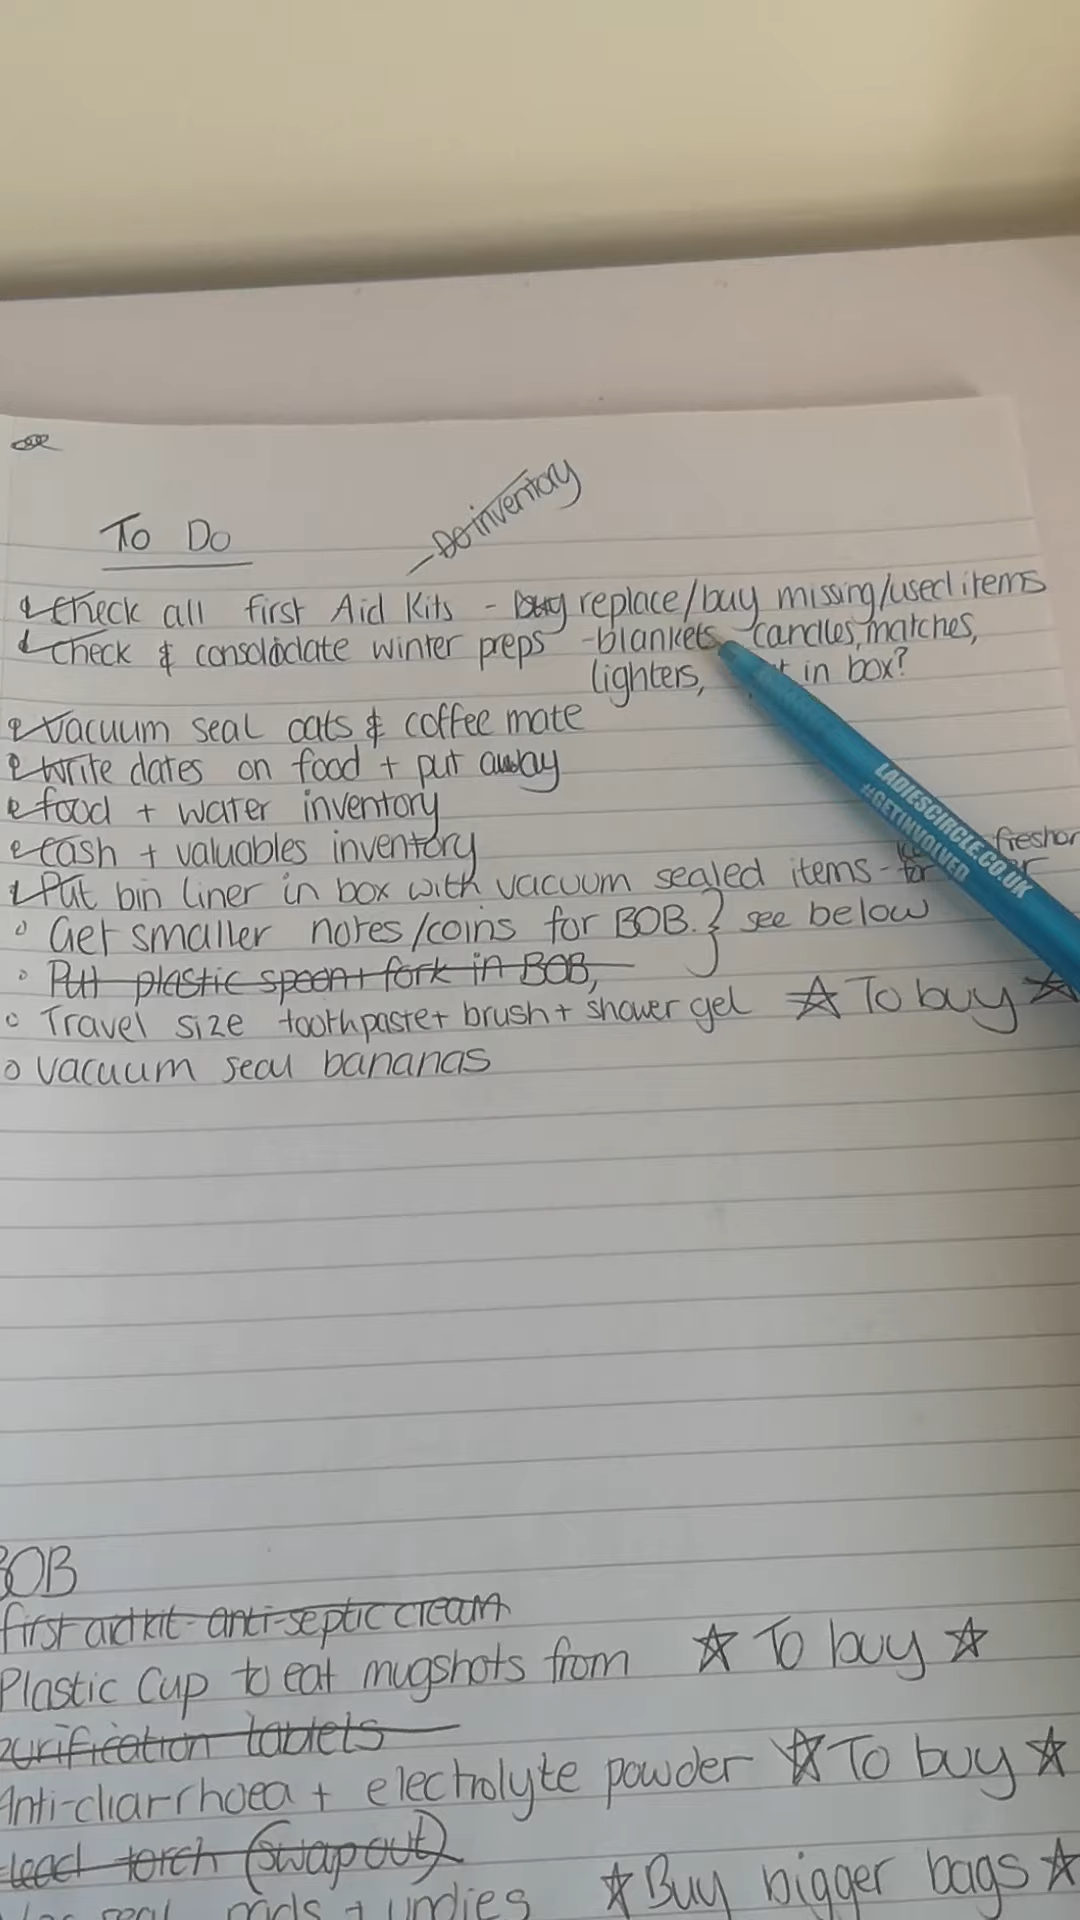 To Do
- Do inventory
Check all first Aid Kits - buy replace/buy missing/used items
Check & consolidate winter preps - blankets candles, matches,
lighters, in box?
Vacuum seal oats & coffee mate
Write dates on food + put away
food + water inventory
Cash + valuables inventory
Put bin liner in box with vacuum sealed items - for
freshor
Get smaller notes/coins for BOB. } see below
Put plastic spoon + fork in BOB,
Travel size toothpaste + brush + shower gel ☆ To buy ☆
Vacuum seal bananas
LADIESCIRCLE.CO.UK
#GETINVOLVED
BOB
first aid kit - anti-septic cream
Plastic Cup to eat mugshots from ☆ To buy ☆
purification tablets
Anti-diarrhoea + electrolyte powder ☆ To buy ☆
Head torch (swap out)
seal pads + undies ☆ Buy bigger bags ☆